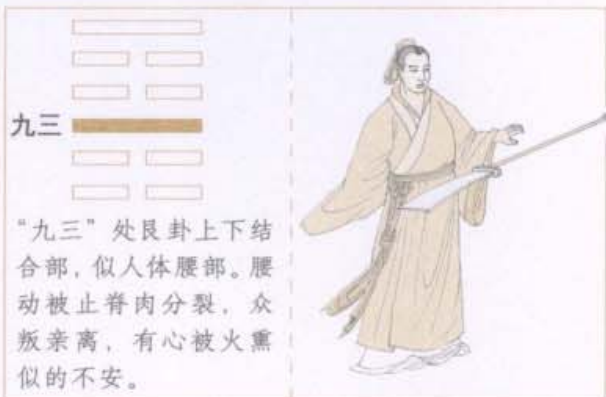 九三
“九三”处艮卦上下结
合部，似人体腰部。腰
动被止脊肉分裂，众
叛亲离，有心被火熏
似的不安。